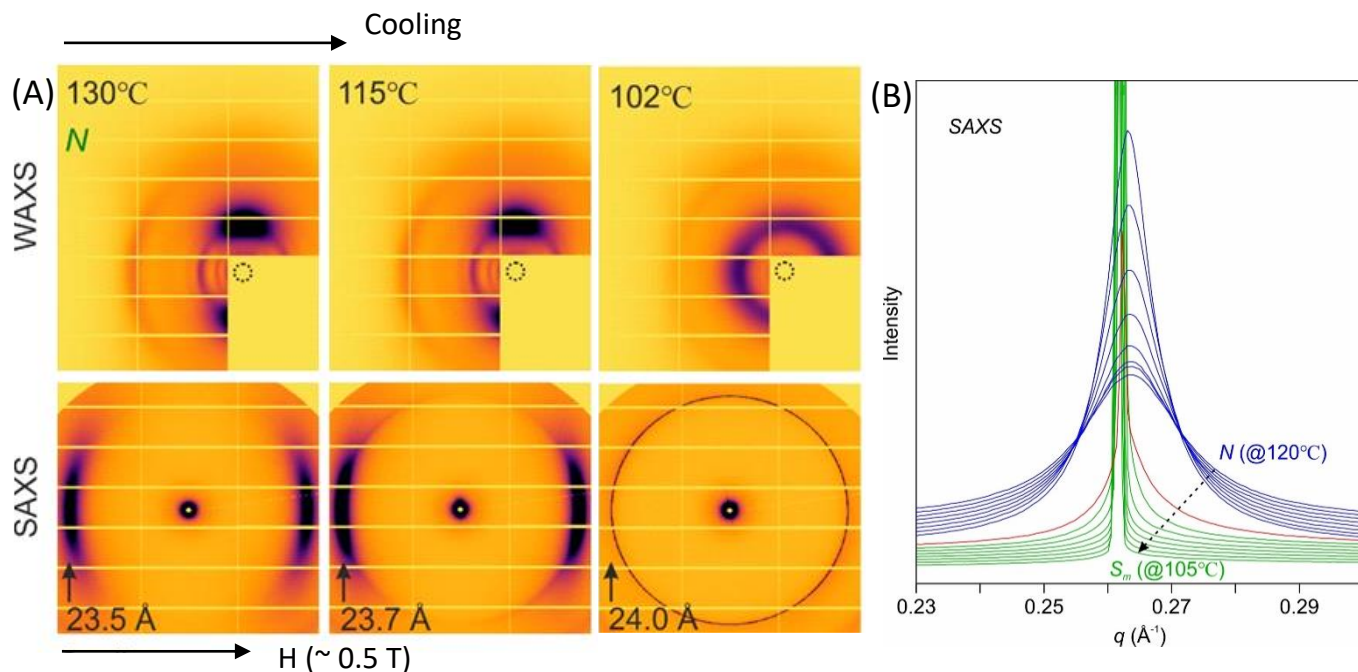 Cooling
(A)
130℃
115℃
102℃
N
WAXS
SAXS
23.5 Å
23.7 Å
24.0 Å
H (~ 0.5 T)
(B)
SAXS
Intensity
N (@120℃)
Sm (@105℃)
0.23
0.25
0.27
0.29
q (Å-1)